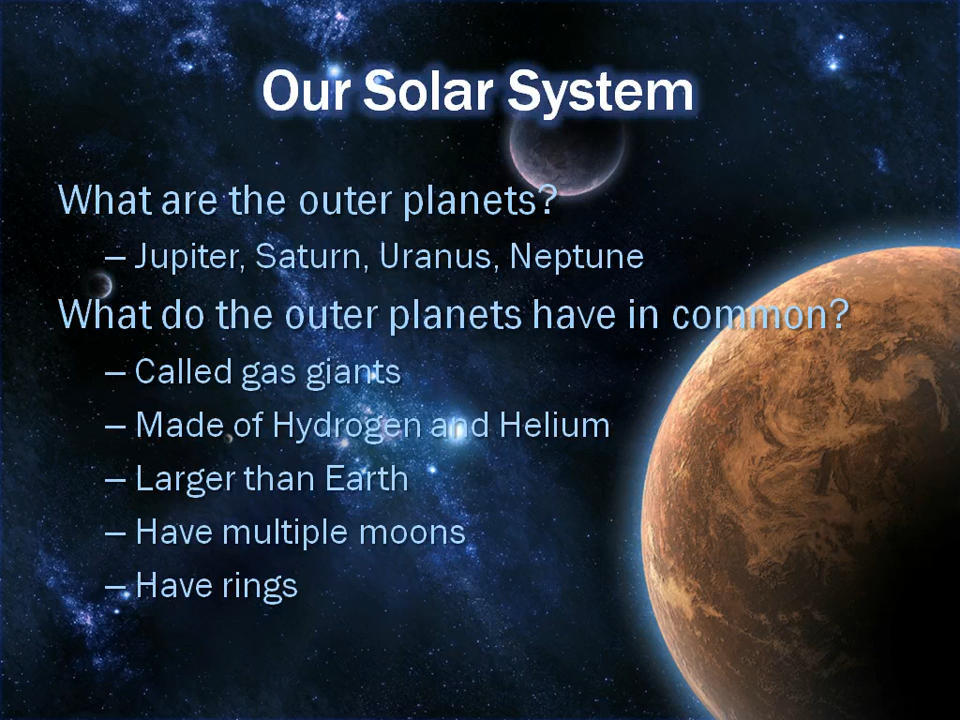 Our Solar System
What are the outer planets?
– Jupiter, Saturn, Uranus, Neptune
What do the outer planets have in common?
– Called gas giants
– Made of Hydrogen and Helium
– Larger than Earth
– Have multiple moons
– Have rings